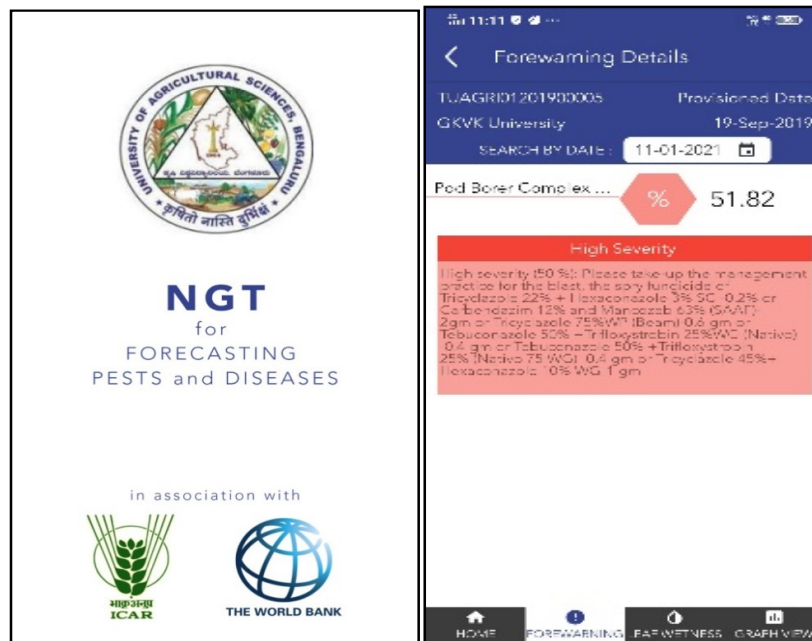 UNIVERSITY OF AGRICULTURAL SCIENCES, BENGALURU
ಕೃಷಿ ವಿಶ್ವವಿದ್ಯಾನಿಲಯ, ಬೆಂಗಳೂರು
कृषितो नास्ति दुर्भिक्षं
NGT
for
FORECASTING
PESTS and DISEASES
in association with
भाकृअनुप
ICAR
THE WORLD BANK
11:11
Forewarning Details
TUAGRI01201900005 Provisioned Date
GKVK University 19-Sep-2019
SEARCH BY DATE : 11-01-2021
Pod Borer Complex ... % 51.82
High Severity
High severity (50 %): Please take-up the management
practice for the blast, the spry fungicide of
Tricyclazole 22% + Hexaconazole 3% SC -0.2% or
Carbendazim 12% and Mancozeb 63% (SAAF)-
2gm or Tricyclazole 75%WP (Beam)-0.6 gm or
Tebuconazole 50% +Trifloxystrobin 25%WG (Nativo)
-0.4 gm or Tebuconazole 50% +Trifloxystrobin
25% (Nativo 75 WG) -0.4 gm or Tricyclazole 45%+
Hexaconazole 10% WG-1 gm
HOME FOREWARNING LEAF WETNESS GRAPH VIEW